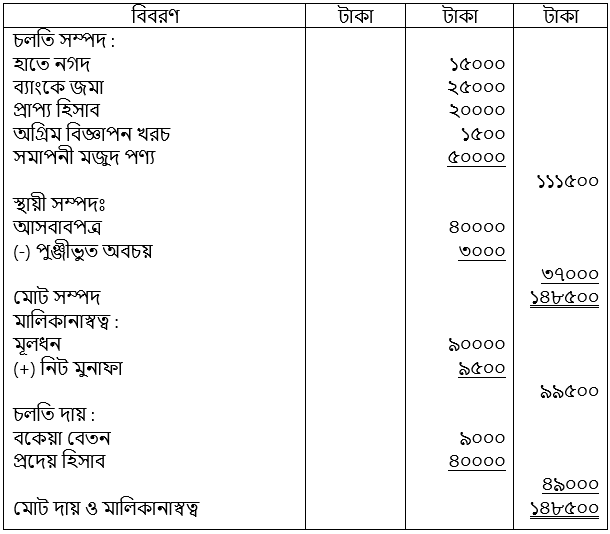 বিবরণ টাকা টাকা টাকা
চলতি সম্পদ :
হাতে নগদ ১৫০০০
ব্যাংকে জমা ২৫০০০
প্রাপ্য হিসাব ২০০০০
অগ্রিম বিজ্ঞাপন খরচ ১৫০০
সমাপনী মজুদ পণ্য ৫০০০০
১১১৫০০
স্থায়ী সম্পদঃ
আসবাবপত্র ৪০০০০
(-) পুঞ্জীভুত অবচয় ৩০০০
৩৭০০০
মোট সম্পদ ১৪৮৫০০
মালিকানাস্বত্ব :
মূলধন ৯০০০০
(+) নিট মুনাফা ৯৫০০
৯৯৫০০
চলতি দায় :
বকেয়া বেতন ৯০০০
প্রদেয় হিসাব ৪০০০০
৪৯০০০
মোট দায় ও মালিকানাস্বত্ব ১৪৮৫০০